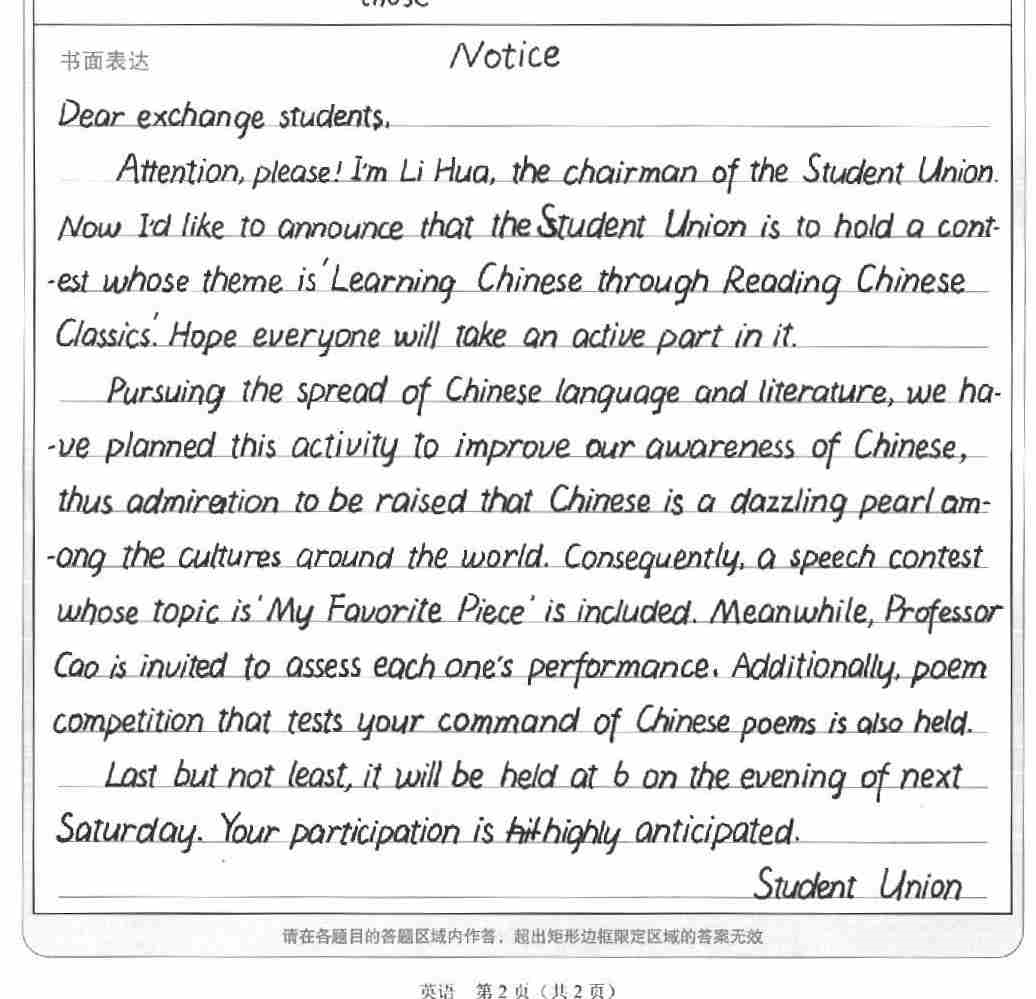 those
书面表达
Notice
Dear exchange students,
Attention, please! I'm Li Hua, the chairman of the Student Union.
Now I'd like to announce that the Student Union is to hold a cont-
-est whose theme is 'Learning Chinese through Reading Chinese
Classics'. Hope everyone will take an active part in it.
Pursuing the spread of Chinese language and literature, we ha-
-ve planned this activity to improve our awareness of Chinese,
thus admiration to be raised that Chinese is a dazzling pearl am-
-ong the cultures around the world. Consequently, a speech contest
whose topic is 'My Favorite Piece' is included. Meanwhile, Professor
Cao is invited to assess each one's performance. Additionally, poem
competition that tests your command of Chinese poems is also held.
Last but not least, it will be held at 6 on the evening of next
Saturday. Your participation is highly anticipated.
Student Union
请在各题目的答题区域内作答，超出矩形边框限定区域的答案无效
英语 第2页（共2页）